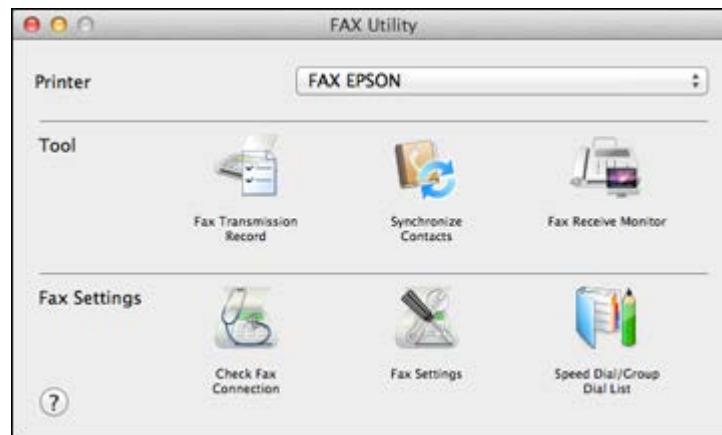 FAX Utility
Printer
FAX EPSON
Tool
Fax Transmission
Record
Synchronize
Contacts
Fax Receive Monitor
Fax Settings
Check Fax
Connection
Fax Settings
Speed Dial/Group
Dial List
?